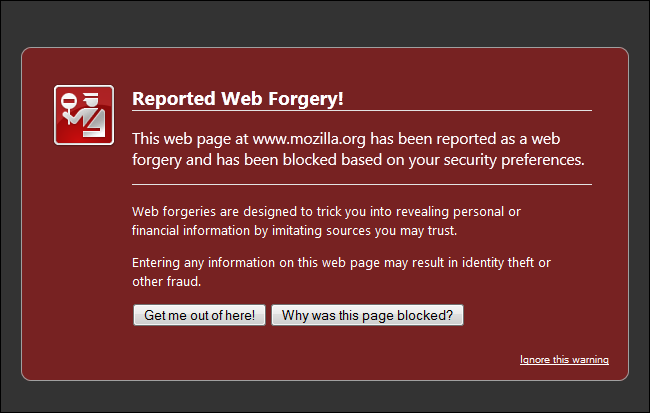 Reported Web Forgery!
This web page at www.mozilla.org has been reported as a web
forgery and has been blocked based on your security preferences.
Web forgeries are designed to trick you into revealing personal or
financial information by imitating sources you may trust.
Entering any information on this web page may result in identity theft or
other fraud.
Get me out of here! Why was this page blocked?
Ignore this warning